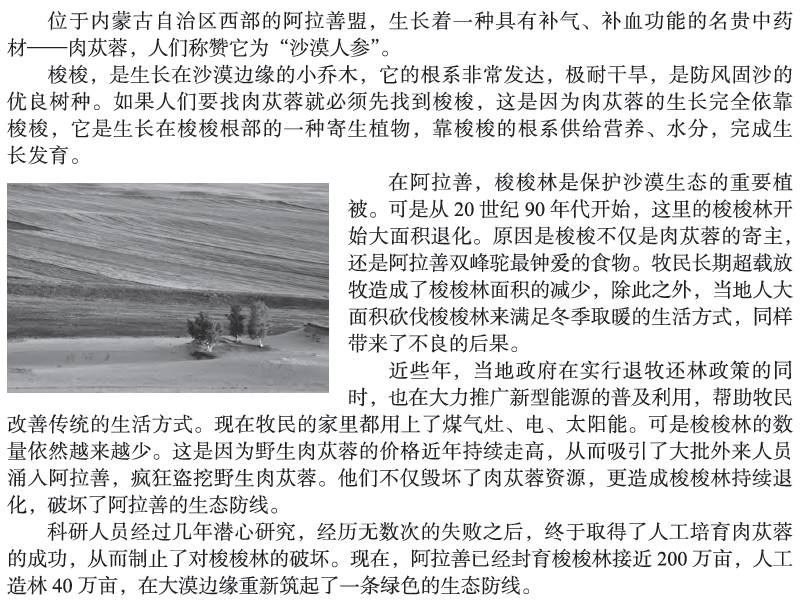 位于内蒙古自治区西部的阿拉善盟，生长着一种具有补气、补血功能的名贵中药
材——肉苁蓉，人们称赞它为“沙漠人参”。
梭梭，是生长在沙漠边缘的小乔木，它的根系非常发达，极耐干旱，是防风固沙的
优良树种。如果人们要找肉苁蓉就必须先找到梭梭，这是因为肉苁蓉的生长完全依靠
梭梭，它是生长在梭梭根部的一种寄生植物，靠梭梭的根系供给营养、水分，完成生
长发育。
在阿拉善，梭梭林是保护沙漠生态的重要植
被。可是从 20 世纪 90 年代开始，这里的梭梭林开
始大面积退化。原因是梭梭不仅是肉苁蓉的寄主，
还是阿拉善双峰驼最钟爱的食物。牧民长期超载放
牧造成了梭梭林面积的减少，除此之外，当地人大
面积砍伐梭梭林来满足冬季取暖的生活方式，同样
带来了不良的后果。
近些年，当地政府在实行退牧还林政策的同
时，也在大力推广新型能源的普及利用，帮助牧民
改善传统的生活方式。现在牧民的家里都用上了煤气灶、电、太阳能。可是梭梭林的数
量依然越来越少。这是因为野生肉苁蓉的价格近年持续走高，从而吸引了大批外来人员
涌入阿拉善，疯狂盗挖野生肉苁蓉。他们不仅毁坏了肉苁蓉资源，更造成梭梭林持续退
化，破坏了阿拉善的生态防线。
科研人员经过几年潜心研究，经历无数次的失败之后，终于取得了人工培育肉苁蓉
的成功，从而制止了对梭梭林的破坏。现在，阿拉善已经封育梭梭林接近 200 万亩，人工
造林 40 万亩，在大漠边缘重新筑起了一条绿色的生态防线。